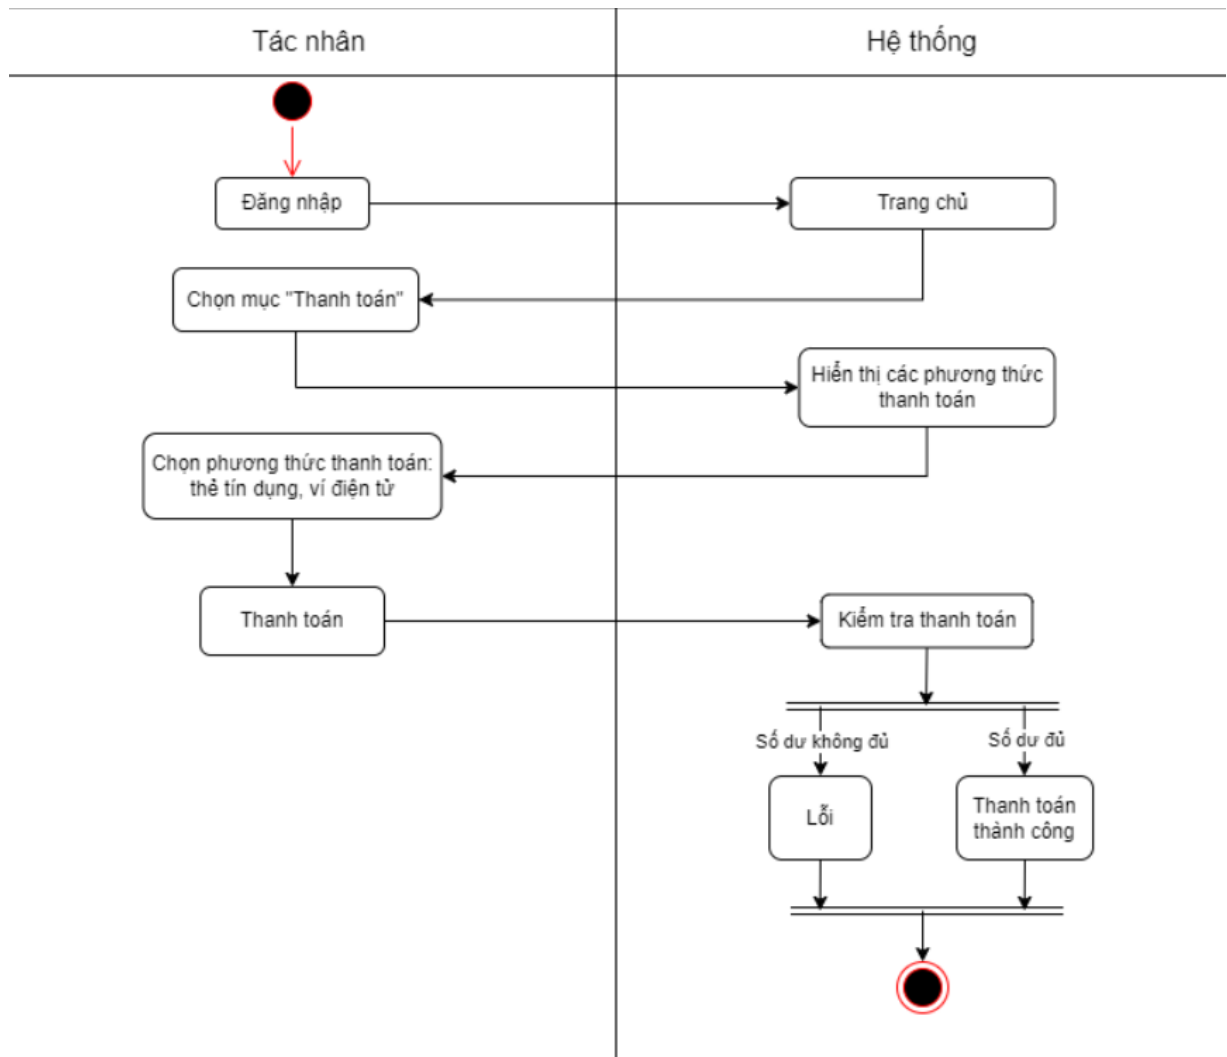 Tác nhân
Hệ thống
Đăng nhập
Trang chủ
Chọn mục "Thanh toán"
Hiển thị các phương thức
thanh toán
Chọn phương thức thanh toán:
thẻ tín dụng, ví điện tử
Thanh toán
Kiểm tra thanh toán
Số dư không đủ
Số dư đủ
Lỗi
Thanh toán
thành công